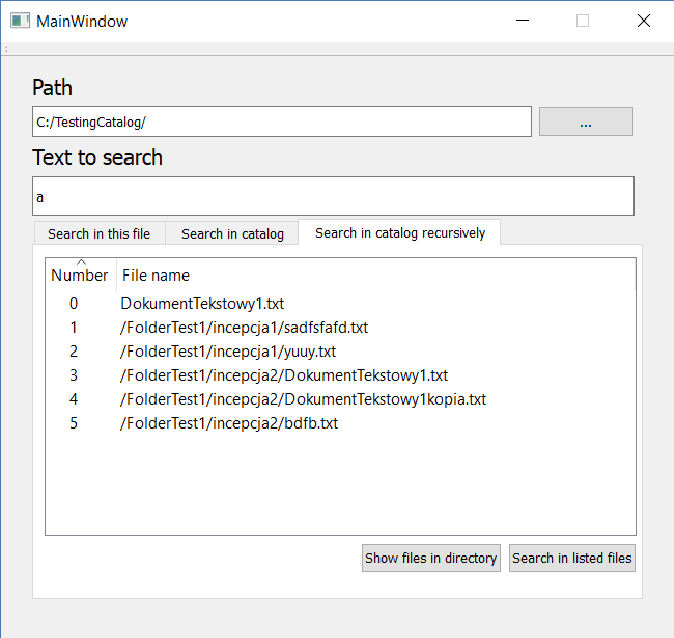 MainWindow
Path
C:/TestingCatalog/
...
Text to search
a
Search in this file Search in catalog Search in catalog recursively
Number File name
0 DokumentTekstowy1.txt
1 /FolderTest1/incepcja1/sadfsfafd.txt
2 /FolderTest1/incepcja1/yuuy.txt
3 /FolderTest1/incepcja2/DokumentTekstowy1.txt
4 /FolderTest1/incepcja2/DokumentTekstowy1kopia.txt
5 /FolderTest1/incepcja2/bdfb.txt
Show files in directory Search in listed files